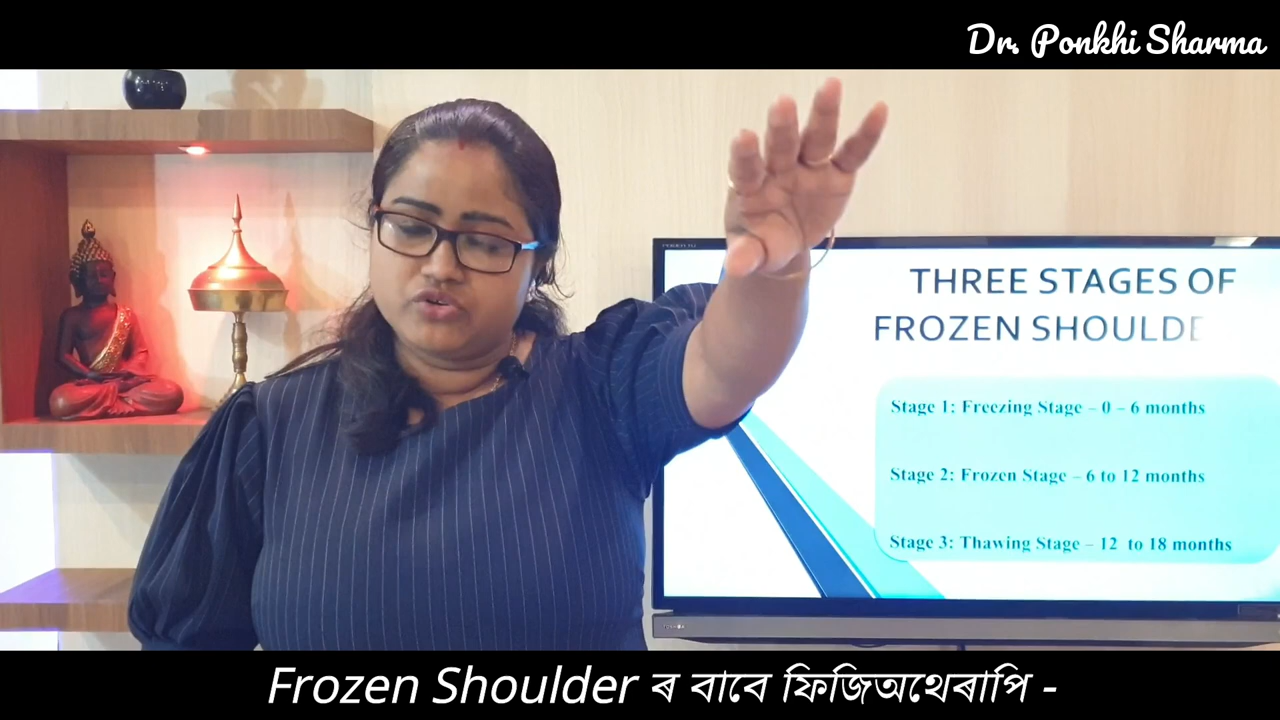 Dr. Ponkhi Sharma
THREE STAGES OF
FROZEN SHOULDE
Stage 1: Freezing Stage – 0 – 6 months
Stage 2: Frozen Stage – 6 to 12 months
Stage 3: Thawing Stage – 12 to 18 months
Frozen Shoulder ৰ বাবে ফিজিঅথেৰাপি -